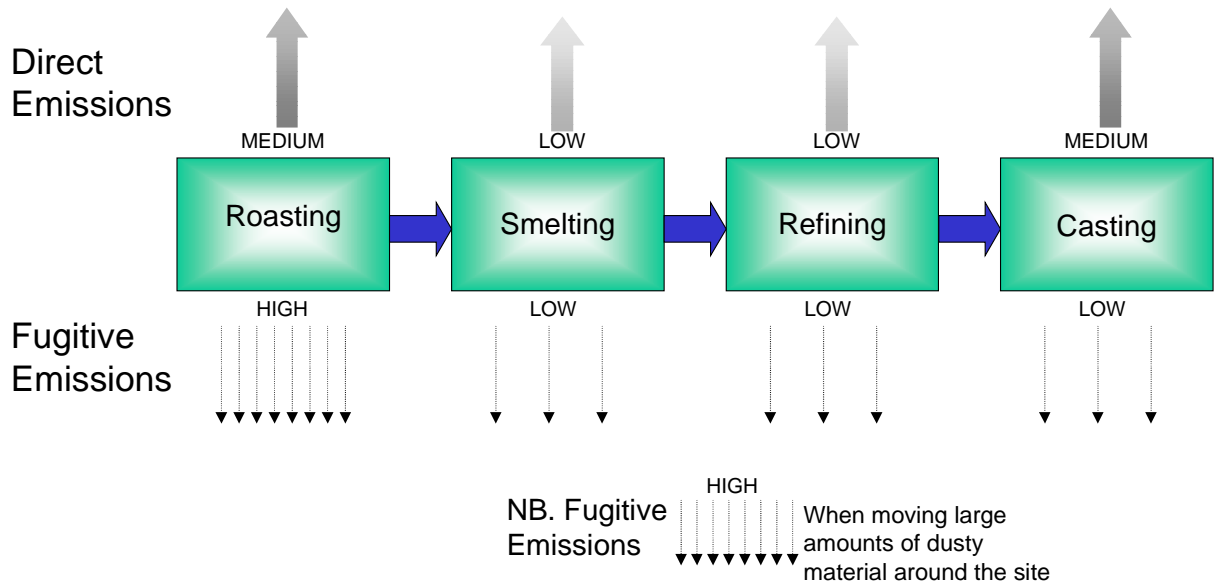 Direct
Emissions
MEDIUM
LOW
LOW
MEDIUM
Roasting
Smelting
Refining
Casting
HIGH
LOW
LOW
LOW
Fugitive
Emissions
NB. Fugitive
Emissions
HIGH
When moving large
amounts of dusty
material around the site